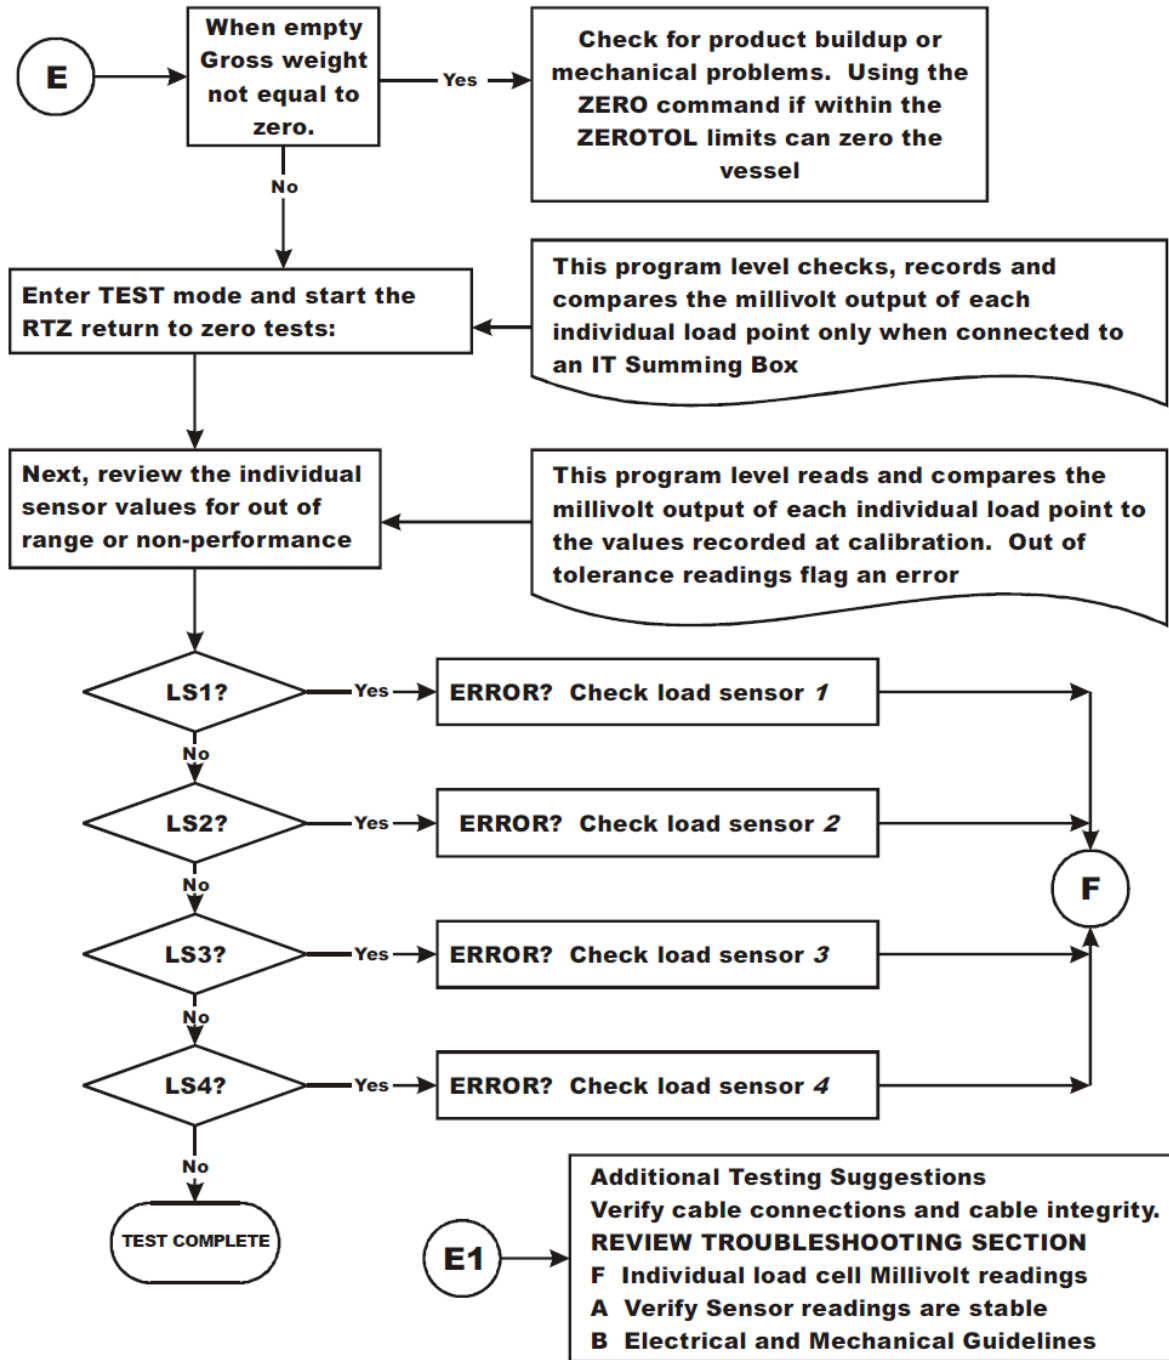 E
When empty
Gross weight
not equal to
zero.
Yes
Check for product buildup or
mechanical problems.  Using the
ZERO command if within the
ZEROTOL limits can zero the
vessel
No
Enter TEST mode and start the
RTZ return to zero tests:
This program level checks, records and
compares the millivolt output of each
individual load point only when connected to
an IT Summing Box
Next, review the individual
sensor values for out of
range or non-performance
This program level reads and compares the
millivolt output of each individual load point to
the values recorded at calibration.  Out of
tolerance readings flag an error
LS1?
Yes
ERROR?  Check load sensor 1
No
LS2?
Yes
ERROR?  Check load sensor 2
F
No
LS3?
Yes
ERROR?  Check load sensor 3
No
LS4?
Yes
ERROR?  Check load sensor 4
No
TEST COMPLETE
E1
Additional Testing Suggestions
Verify cable connections and cable integrity.
REVIEW TROUBLESHOOTING SECTION
F  Individual load cell Millivolt readings
A  Verify Sensor readings are stable
B  Electrical and Mechanical Guidelines